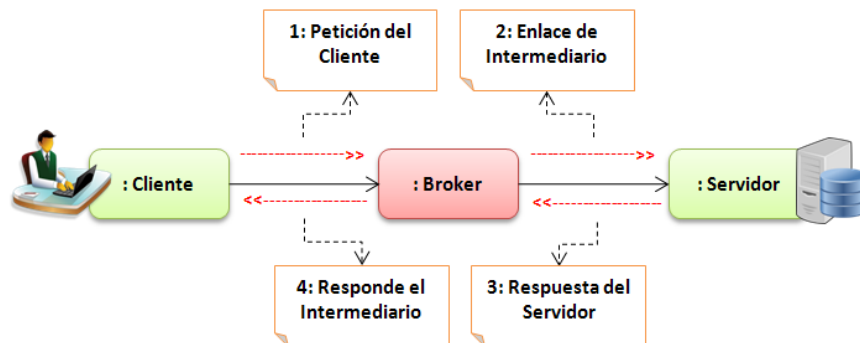 1: Petición del
Cliente
2: Enlace de
Intermediario
: Cliente
: Broker
: Servidor
4: Responde el
Intermediario
3: Respuesta del
Servidor